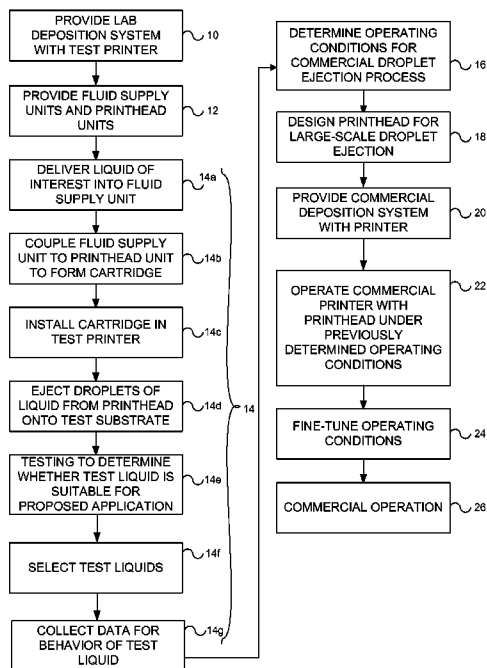 PROVIDE LAB
DEPOSITION SYSTEM
WITH TEST PRINTER
10
PROVIDE FLUID SUPPLY
UNITS AND PRINTHEAD
UNITS
12
DELIVER LIQUID OF
INTEREST INTO FLUID
SUPPLY UNIT
14a
COUPLE FLUID SUPPLY
UNIT TO PRINTHEAD UNIT
TO FORM CARTRIDGE
14b
INSTALL CARTRIDGE IN
TEST PRINTER
14c
EJECT DROPLETS OF
LIQUID FROM PRINTHEAD
ONTO TEST SUBSTRATE
14d
TESTING TO DETERMINE
WHETHER TEST LIQUID IS
SUITABLE FOR
PROPOSED APPLICATION
14e
SELECT TEST LIQUIDS
14f
COLLECT DATA FOR
BEHAVIOR OF TEST
LIQUID
14g
14
DETERMINE OPERATING
CONDITIONS FOR
COMMERCIAL DROPLET
EJECTION PROCESS
16
DESIGN PRINTHEAD FOR
LARGE-SCALE DROPLET
EJECTION
18
PROVIDE COMMERCIAL
DEPOSITION SYSTEM
WITH PRINTER
20
OPERATE COMMERCIAL
PRINTER WITH
PRINTHEAD UNDER
PREVIOUSLY
DETERMINED OPERATING
CONDITIONS
22
FINE-TUNE OPERATING
CONDITIONS
24
COMMERCIAL OPERATION
26